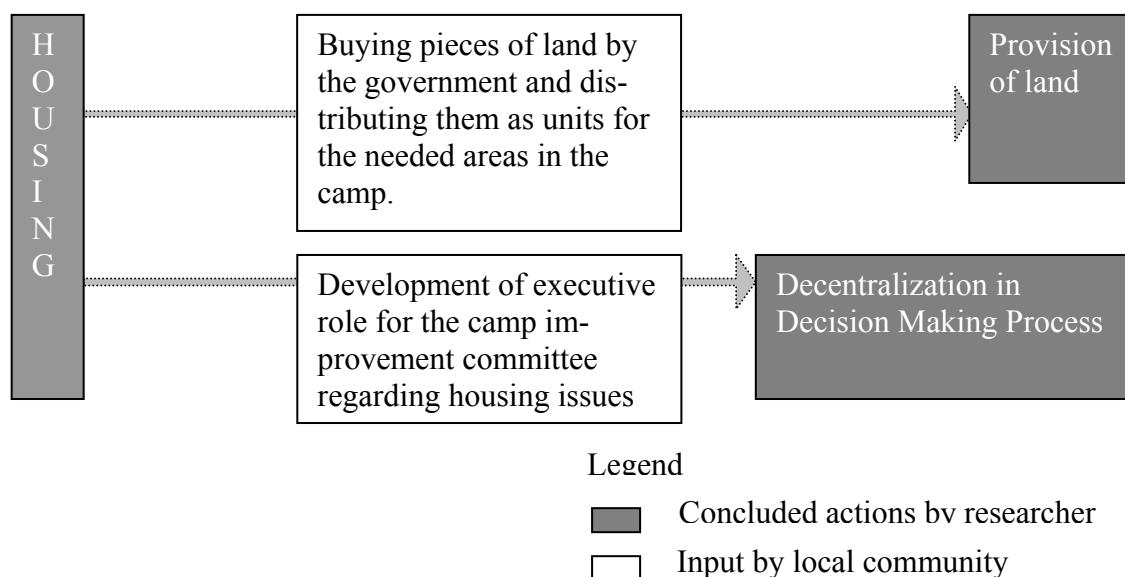 H
O
U
S
I
N
G
Buying pieces of land by
the government and dis-
tributing them as units for
the needed areas in the
camp.
Provision
of land
Development of executive
role for the camp im-
provement committee
regarding housing issues
Decentralization in
Decision Making Process
Legend
Concluded actions by researcher
Input by local community